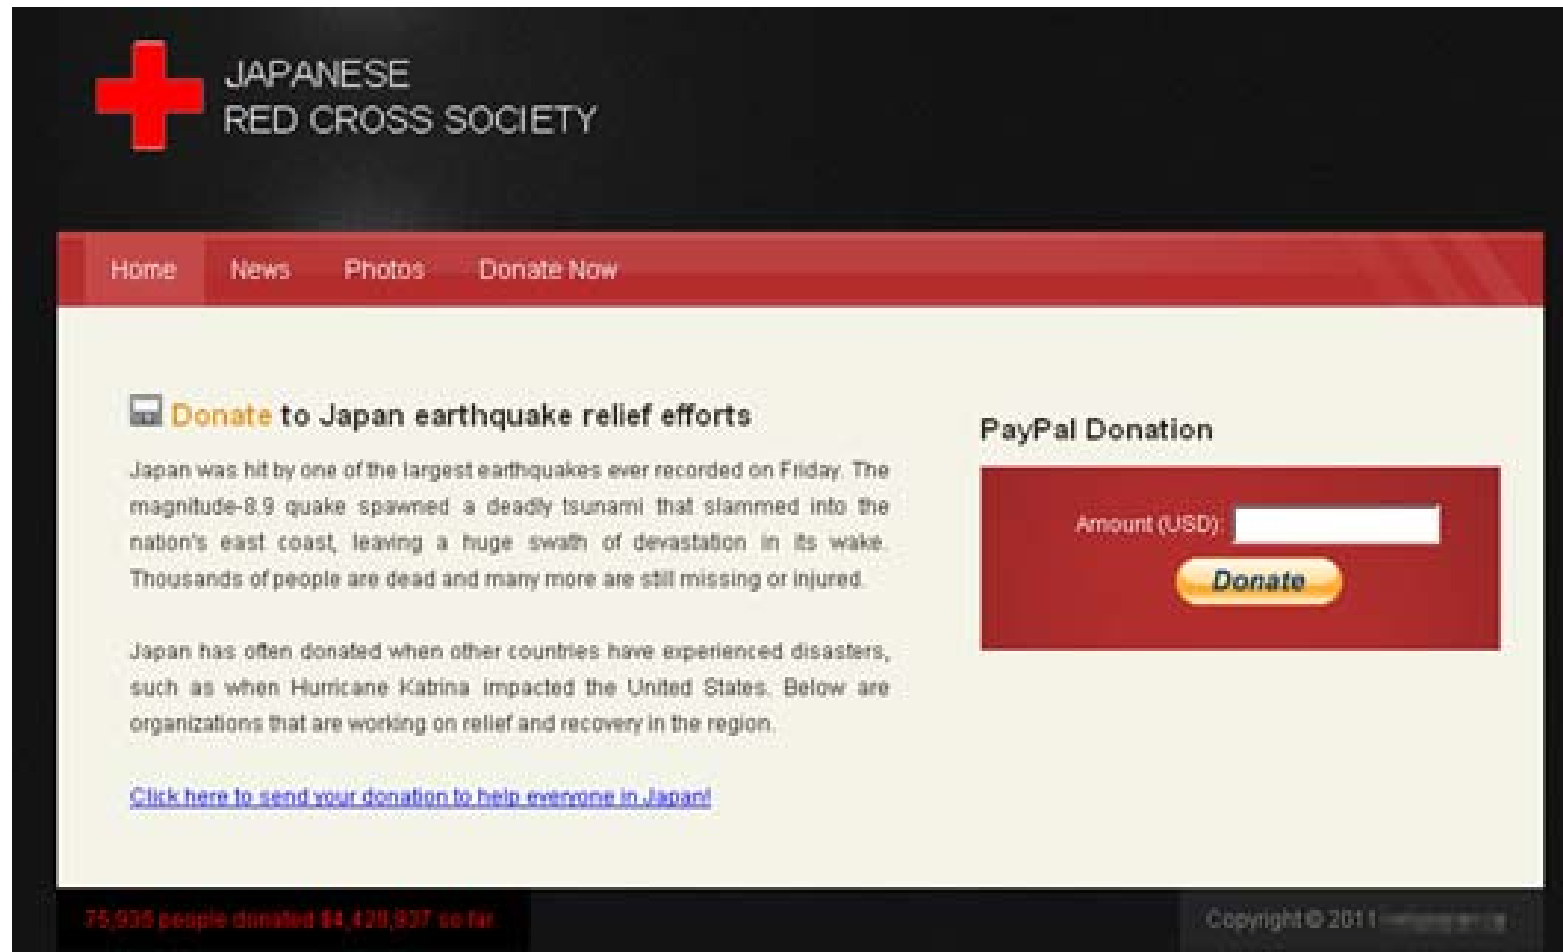 JAPANESE
RED CROSS SOCIETY
Home News Photos Donate Now
Donate to Japan earthquake relief efforts
Japan was hit by one of the largest earthquakes ever recorded on Friday. The
magnitude-8.9 quake spawned a deadly tsunami that slammed into the
nation's east coast, leaving a huge swath of devastation in its wake.
Thousands of people are dead and many more are still missing or injured.
Japan has often donated when other countries have experienced disasters,
such as when Hurricane Katrina impacted the United States. Below are
organizations that are working on relief and recovery in the region.
Click here to send your donation to help everyone in Japan!
PayPal Donation
Amount (USD):
Donate
75,935 people donated $4,429,937 so far.
Copyright © 2011